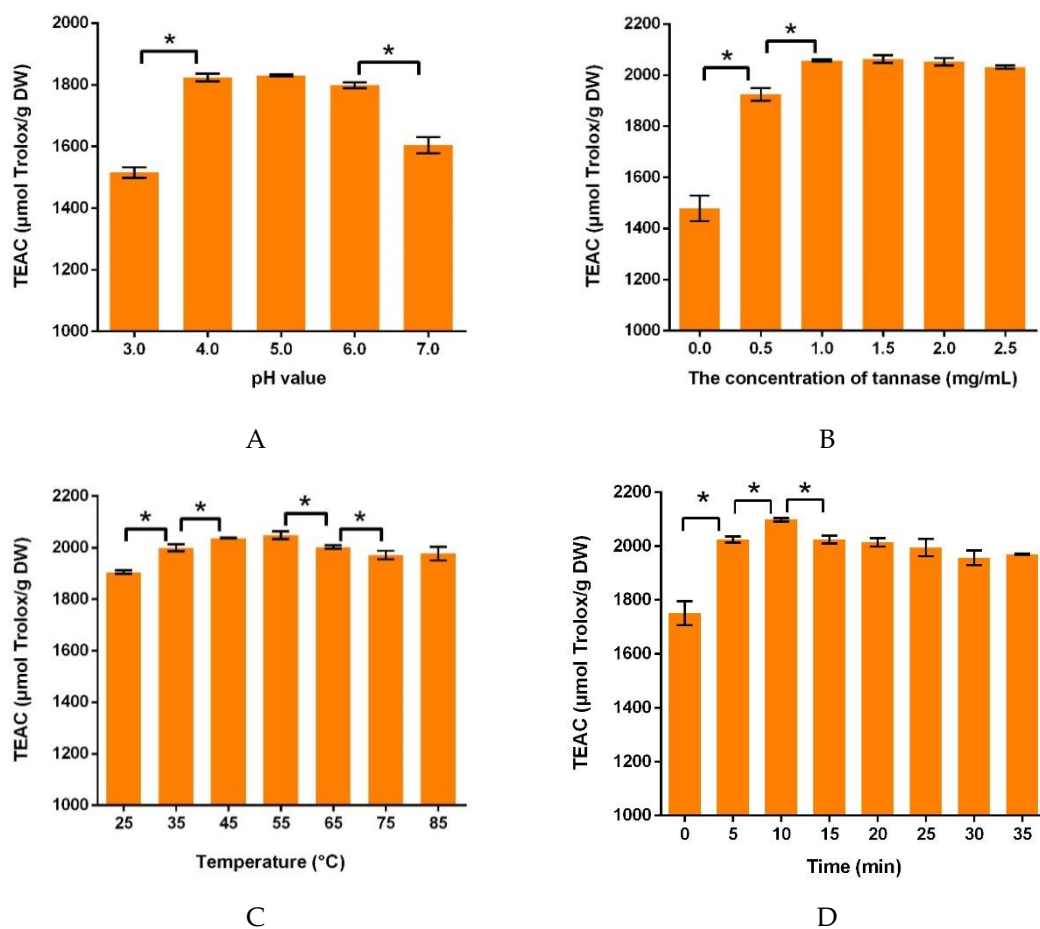 2000
1800
1600
1400
1200
1000
TEAC (µmol Trolox/g DW)
*
*
3.0 4.0 5.0 6.0 7.0
pH value
A
2200
2000
1800
1600
1400
1200
1000
TEAC (µmol Trolox/g DW)
*
*
0.0 0.5 1.0 1.5 2.0 2.5
The concentration of tannase (mg/mL)
B
2200
2000
1800
1600
1400
1200
1000
TEAC (µmol Trolox/g DW)
*
*
*
*
25 35 45 55 65 75 85
Temperature (°C)
C
2200
2000
1800
1600
1400
1200
1000
TEAC (µmol Trolox/g DW)
*
*
*
0 5 10 15 20 25 30 35
Time (min)
D